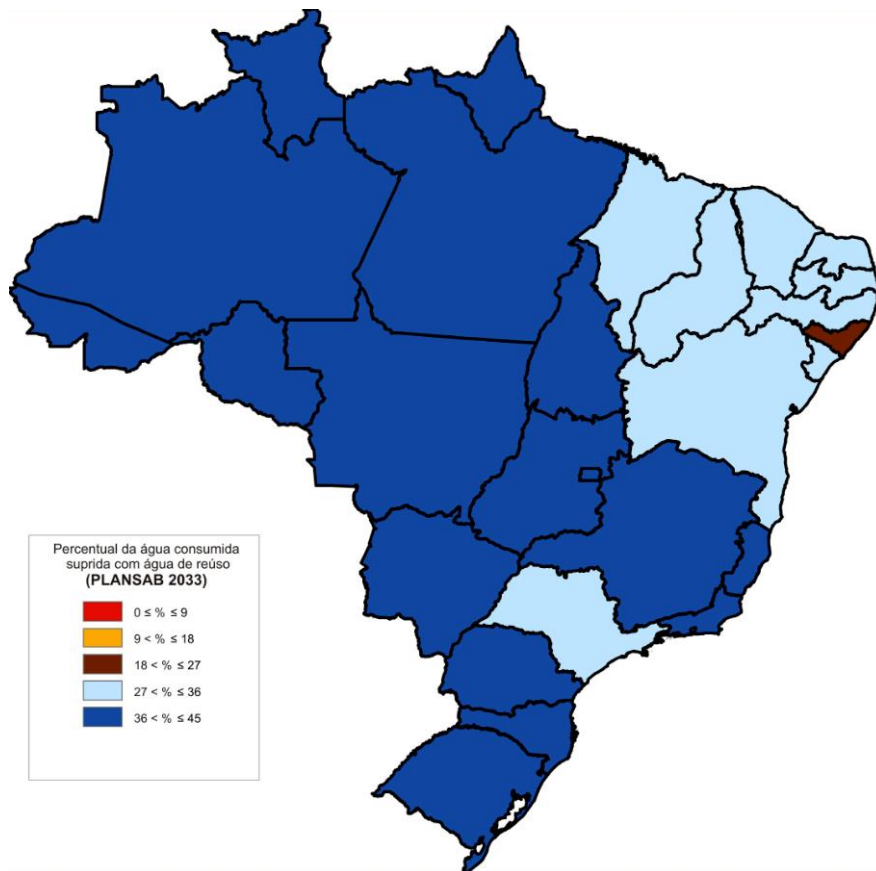 Percentual da água consumida
suprida com água de reúso
(PLANSAB 2033)
0 ≤ % ≤ 9
9 < % ≤ 18
18 < % ≤ 27
27 < % ≤ 36
36 < % ≤ 45